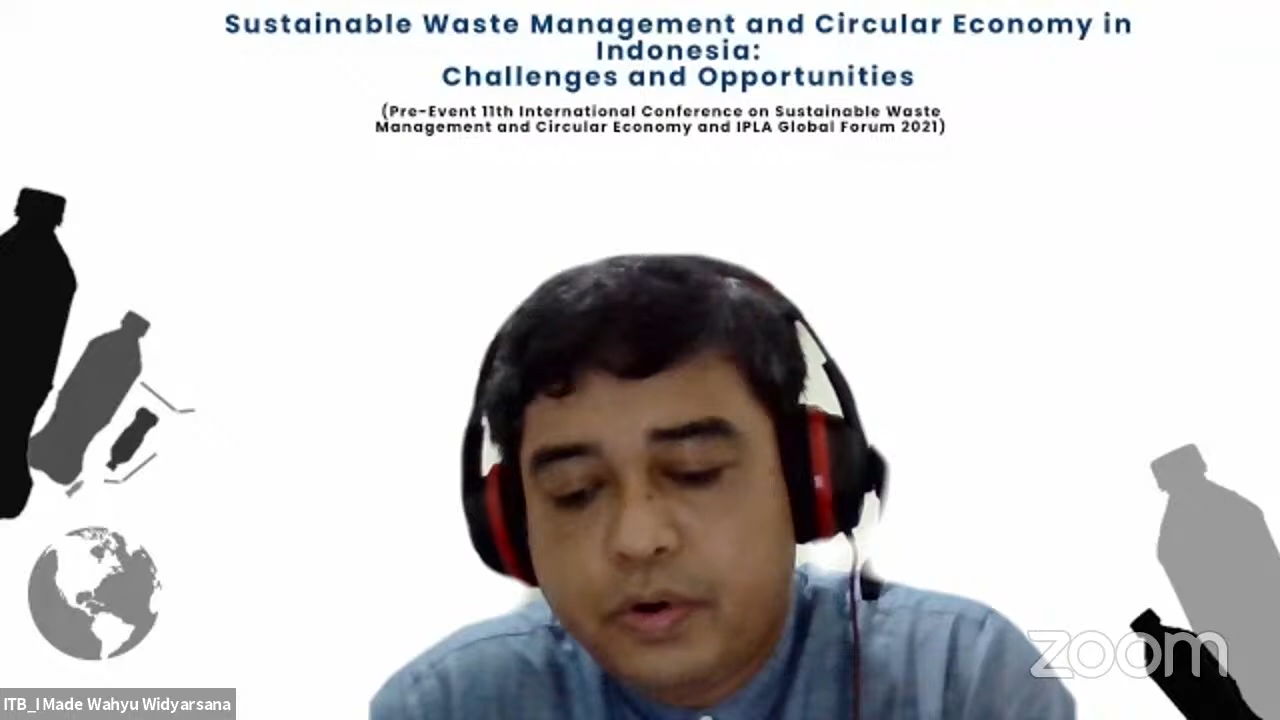 Sustainable Waste Management and Circular Economy in
Indonesia:
Challenges and Opportunities
(Pre-Event 11th International Conference on Sustainable Waste
Management and Circular Economy and IPLA Global Forum 2021)
zoom
ITB_I Made Wahyu Widyarsana